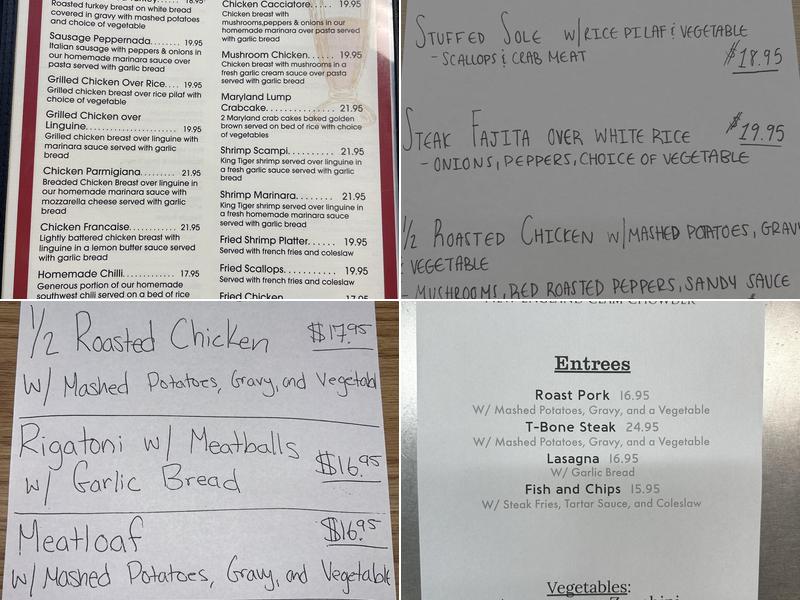 Roasted turkey breast on white bread
covered in gravy with mashed potatoes
and choice of vegetable
Sausage Peppernada. 19.95
Italian sausage with peppers & onions in
our homemade marinara sauce over
pasta served with garlic bread
Grilled Chicken Over Rice. . . 19.95
Grilled chicken breast over rice pilaf with
choice of vegetable
Grilled Chicken over
Linguine. . . . . . . . . . . . . . . . . . 19.95
Grilled chicken breast over linguine with
marinara sauce served with garlic
bread
Chicken Parmigiana. . . . . . . . . . 21.95
Breaded Chicken Breast over linguine in
our homemade marinara sauce with
mozzarella cheese served with garlic
bread
Chicken Francaise. . . . . . . . . . . 21.95
Lightly battered chicken breast with
linguine in a lemon butter sauce served
with garlic bread
Homemade Chilli. . . . . . . . . . . . 17.95
Generous portion of our homemade
southwest chili served on a bed of rice
Chicken Cacciatore. . . . . . . . . 19.95
Chicken breast with
mushrooms,peppers & onions in our
homemade marinara over pasta served
with garlic bread
Mushroom Chicken. . . . . . . . . 19.95
Chicken breast with mushrooms in a
fresh garlic cream sauce over pasta
served with garlic bread
Maryland Lump
Crabcake. . . . . . . . . . . . . . . . . 21.95
2 Maryland crab cakes baked golden
brown served on bed of rice with choice
of vegetables
Shrimp Scampi. . . . . . . . . . . . . 21.95
King Tiger shrimp served over linguine in
a fresh garlic sauce served with garlic
bread
Shrimp Marinara. . . . . . . . . . . 21.95
King Tiger shrimp served over linguine in
a fresh homemade marinara sauce
served with garlic bread
Fried Shrimp Platter. . . . . . 19.95
Served with french fries and coleslaw
Fried Scallops. . . . . . . . . . . . . 19.95
Served with french fries and coleslaw
Fried Chicken 17.95
STUFFED SOLE W/RICE PILAF & VEGETABLE
- SCALLOPS & CRAB MEAT $18.95
STEAK FAJITA OVER WHITE RICE $19.95
- ONIONS, PEPPERS, CHOICE OF VEGETABLE
1/2 ROASTED CHICKEN W/MASHED POTATOES, GRAVY
& VEGETABLE
- MUSHROOMS, RED ROASTED PEPPERS, SANDY SAUCE
1/2 Roasted Chicken $17.95
w/ Mashed Potatoes, Gravy, and Vegetabl
Rigatoni w/ Meatballs
w/ Garlic Bread $16.95
Meatloaf $16.95
w/ Mashed Potatoes, Gravy, and Vegetable
NEW ENGLAND CLAM CHOWDER
Entrees
Roast Pork 16.95
W/ Mashed Potatoes, Gravy, and a Vegetable
T-Bone Steak 24.95
W/ Mashed Potatoes, Gravy, and a Vegetable
Lasagna 16.95
W/ Garlic Bread
Fish and Chips 15.95
W/ Steak Fries, Tartar Sauce, and Coleslaw
Vegetables: